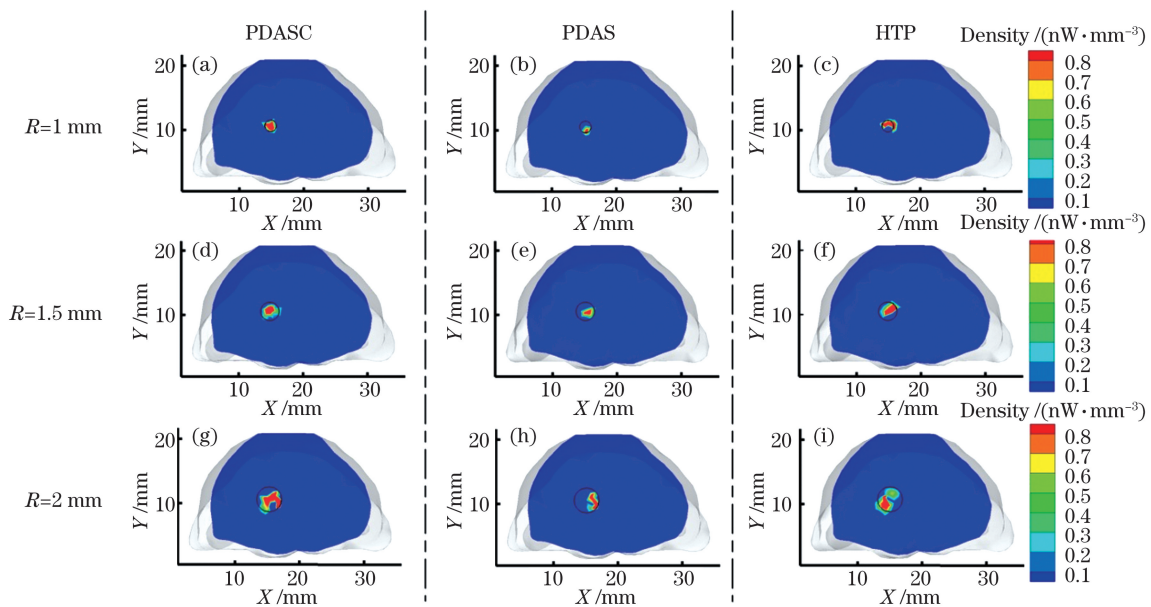 PDASC
PDAS
HTP
Density /(nW·mm⁻³)
R=1 mm
(a)
20
10
Y /mm
10 20 30
X /mm
(b)
20
10
Y /mm
10 20 30
X /mm
(c)
20
10
Y /mm
10 20 30
X /mm
0.8
0.7
0.6
0.5
0.4
0.3
0.2
0.1
Density /(nW·mm⁻³)
R=1.5 mm
(d)
20
10
Y /mm
10 20 30
X /mm
(e)
20
10
Y /mm
10 20 30
X /mm
(f)
20
10
Y /mm
10 20 30
X /mm
0.8
0.7
0.6
0.5
0.4
0.3
0.2
0.1
Density /(nW·mm⁻³)
R=2 mm
(g)
20
10
Y /mm
10 20 30
X /mm
(h)
20
10
Y /mm
10 20 30
X /mm
(i)
20
10
Y /mm
10 20 30
X /mm
0.8
0.7
0.6
0.5
0.4
0.3
0.2
0.1